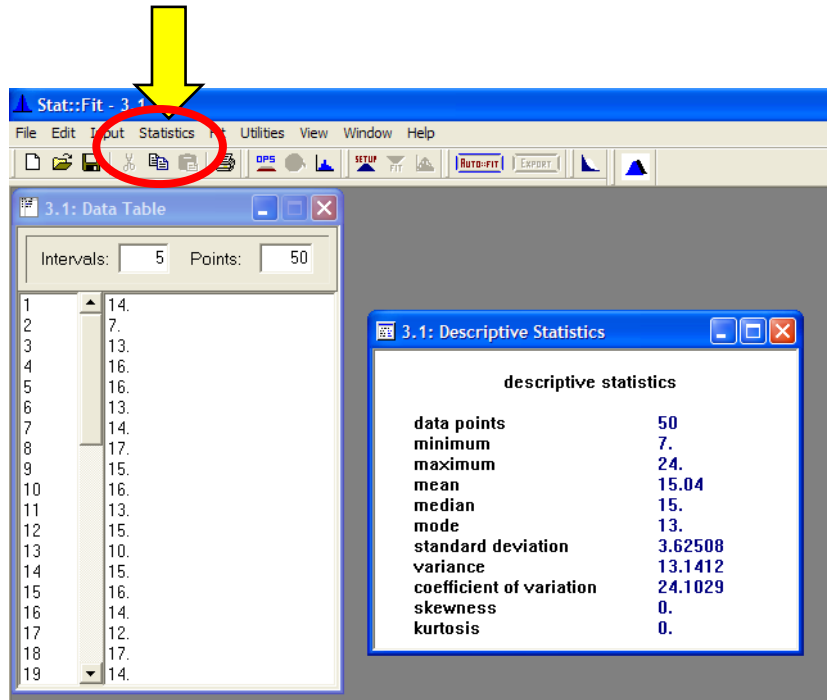 Stat::Fit - 3.1
File Edit Input Statistics Fit Utilities View Window Help
OPS SETUP FIT AUTO::FIT EXPORT
3.1: Data Table
Intervals: 5 Points: 50
1 14.
2 7.
3 13.
4 16.
5 16.
6 13.
7 14.
8 17.
9 15.
10 16.
11 13.
12 15.
13 10.
14 15.
15 16.
16 14.
17 12.
18 17.
19 14.
3.1: Descriptive Statistics
descriptive statistics
data points 50
minimum 7.
maximum 24.
mean 15.04
median 15.
mode 13.
standard deviation 3.62508
variance 13.1412
coefficient of variation 24.1029
skewness 0.
kurtosis 0.